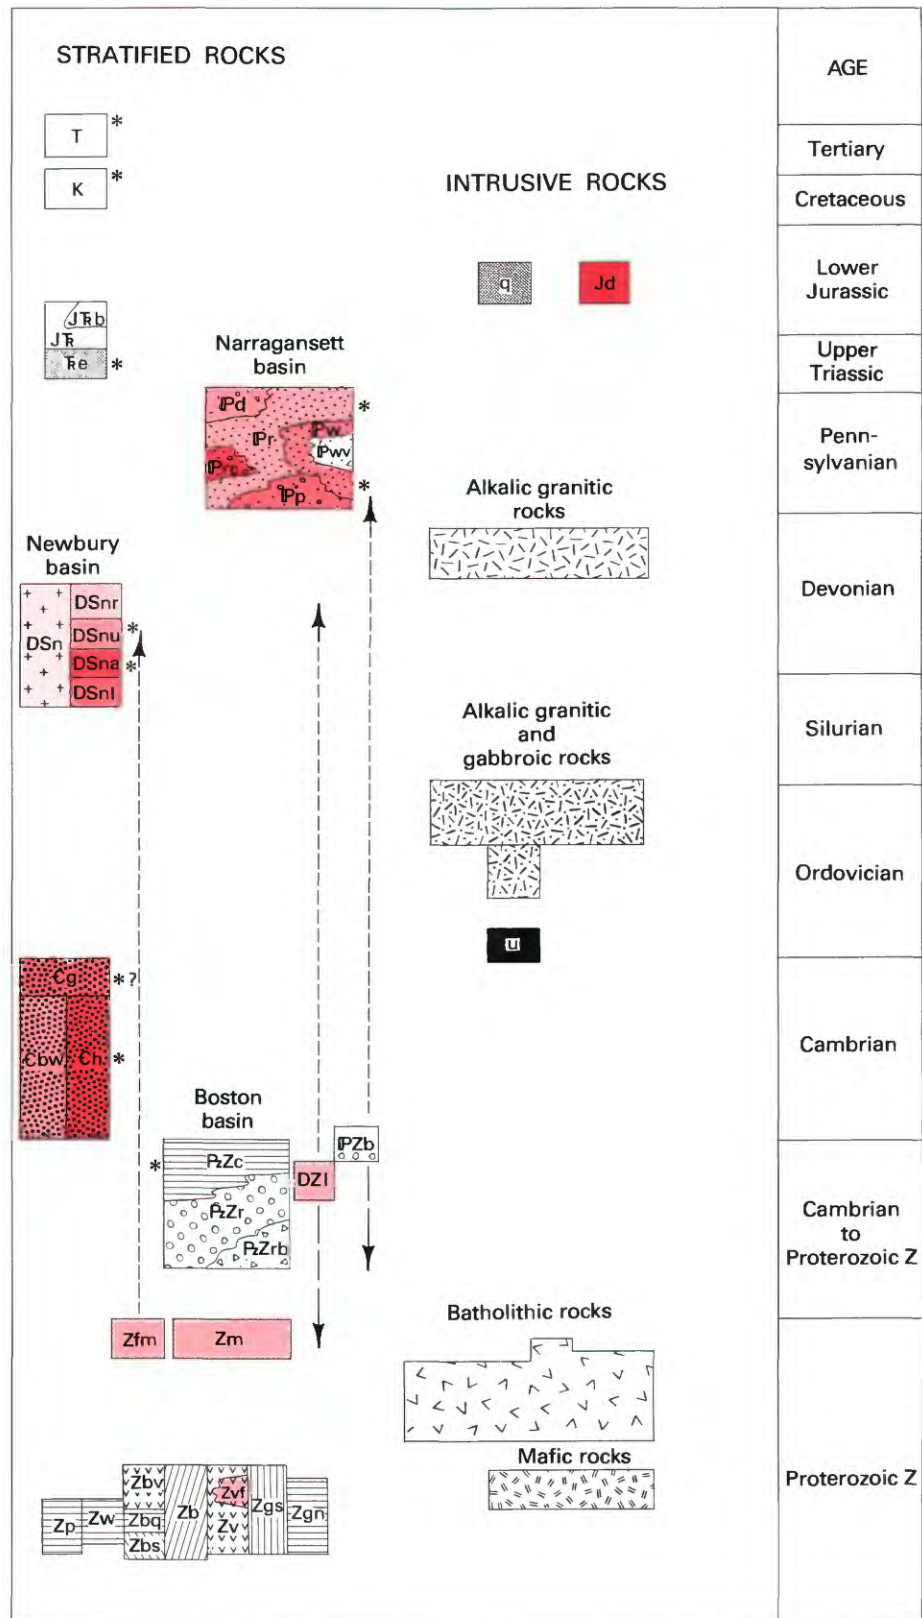 STRATIFIED ROCKS
AGE
T *
Tertiary
K *
INTRUSIVE ROCKS
Cretaceous
q
Jd
Lower
Jurassic
JTRb
JTR
TRe *
Narragansett
basin
Upper
Triassic
ℙd *
ℙr
ℙw
ℙwv
ℙp *
Penn-
sylvanian
Alkalic granitic
rocks
Newbury
basin
Devonian
DSn
DSnr
DSnu *
DSna *
DSnl
Alkalic granitic
and
gabbroic rocks
Silurian
Ordovician
u
Cg *?
Cbw
Ch *
Cambrian
Boston
basin
ℙZb
* PzZc
DZl
PzZr
PzZrb
Cambrian
to
Proterozoic Z
Batholithic rocks
Zfm
Zm
Mafic rocks
Proterozoic Z
Zp
Zw
Zbv
Zbq
Zbs
Zb
Zvf
Zv
Zgs
Zgn